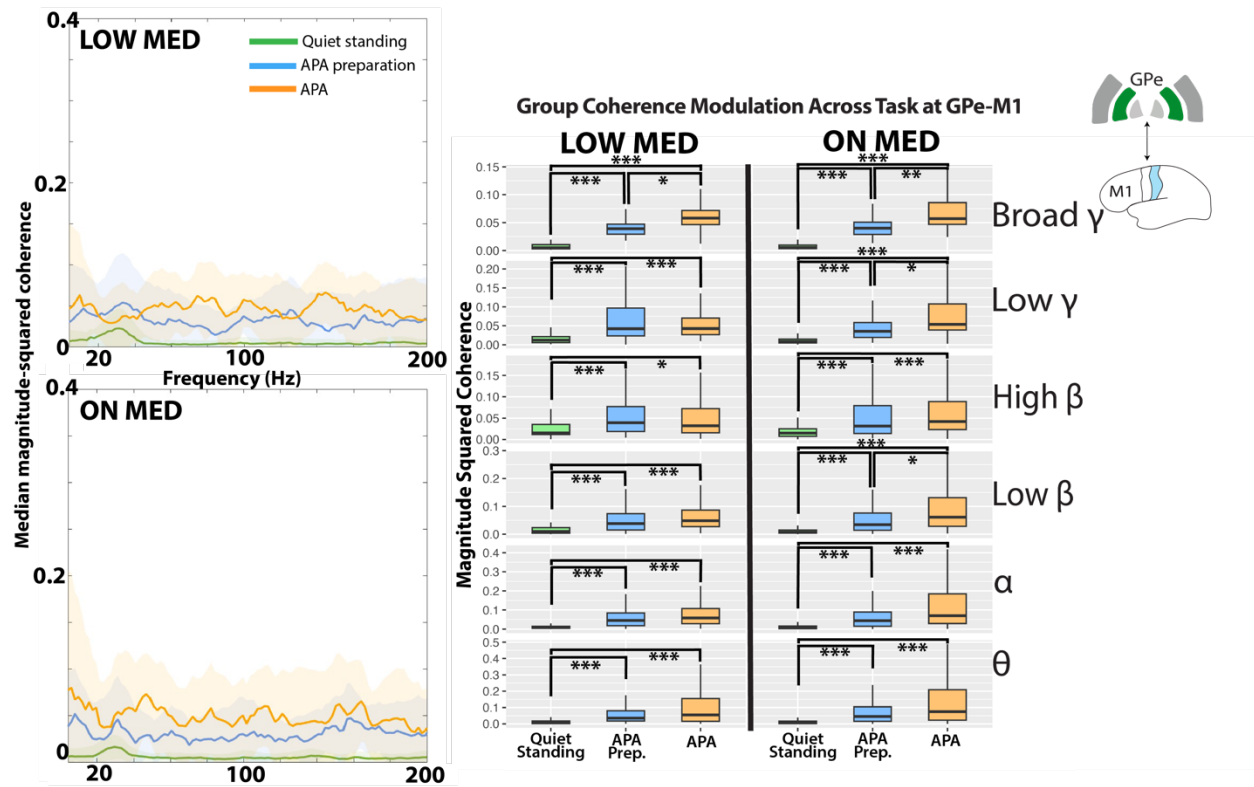 0.4
LOW MED
Quiet standing
APA preparation
APA
0.2
0
20
100
200
Frequency (Hz)
Median magnitude-squared coherence
0.4
ON MED
0.2
0
20
100
200
Group Coherence Modulation Across Task at GPe-M1
LOW MED
ON MED
GPe
M1
Magnitude Squared Coherence
0.15
0.10
0.05
0.00
***
***
*
***
***
**
Broad γ
0.20
0.15
0.10
0.05
0.00
***
***
***
***
*
Low γ
0.15
0.10
0.05
0.00
***
*
***
***
High β
0.3
0.2
0.1
0.0
***
***
***
***
*
Low β
0.4
0.3
0.2
0.1
0.0
***
***
***
***
α
0.5
0.4
0.3
0.2
0.1
0.0
***
***
***
***
θ
Quiet
Standing
APA
Prep.
APA
Quiet
Standing
APA
Prep.
APA